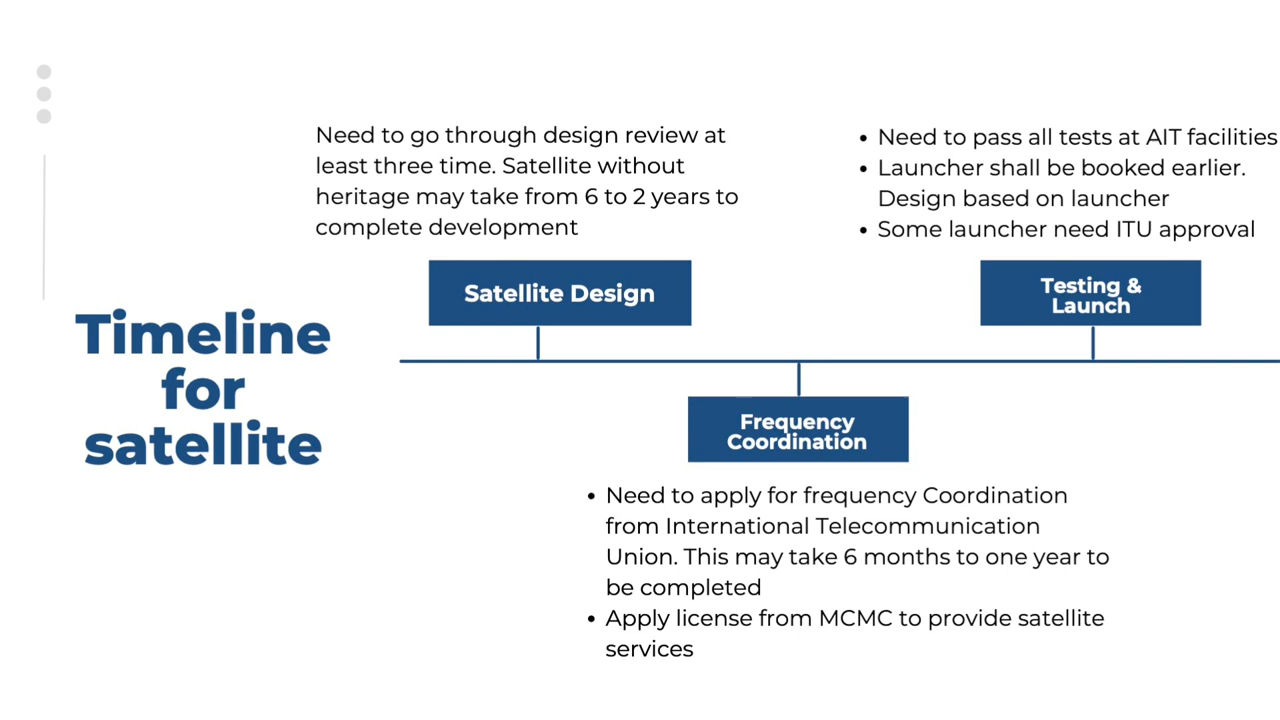 Timeline
for
satellite
Need to go through design review at
least three time. Satellite without
heritage may take from 6 to 2 years to
complete development
Satellite Design
Frequency
Coordination
• Need to apply for frequency Coordination
from International Telecommunication
Union. This may take 6 months to one year to
be completed
• Apply license from MCMC to provide satellite
services
• Need to pass all tests at AIT facilities
• Launcher shall be booked earlier.
Design based on launcher
• Some launcher need ITU approval
Testing &
Launch